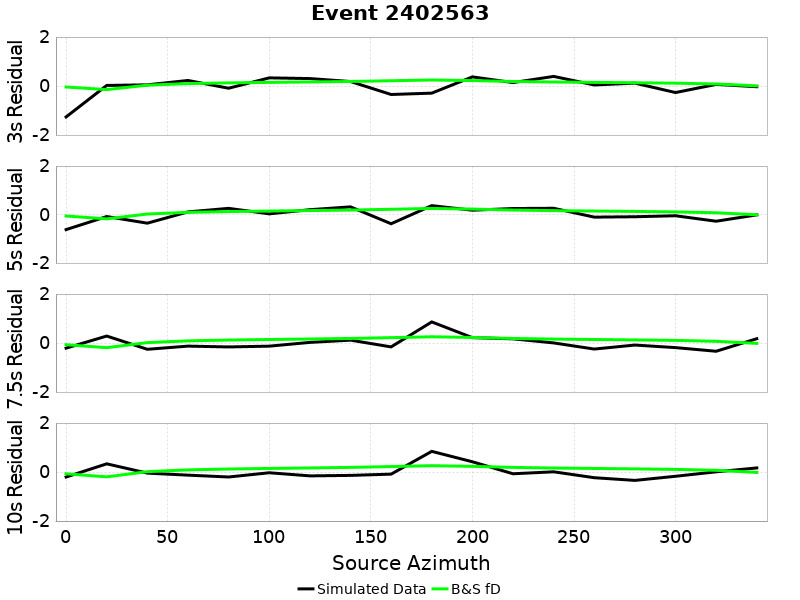 Event 2402563
3s Residual
2
0
-2
5s Residual
2
0
-2
7.5s Residual
2
0
-2
10s Residual
2
0
-2
0 50 100 150 200 250 300
Source Azimuth
Simulated Data B&S fD